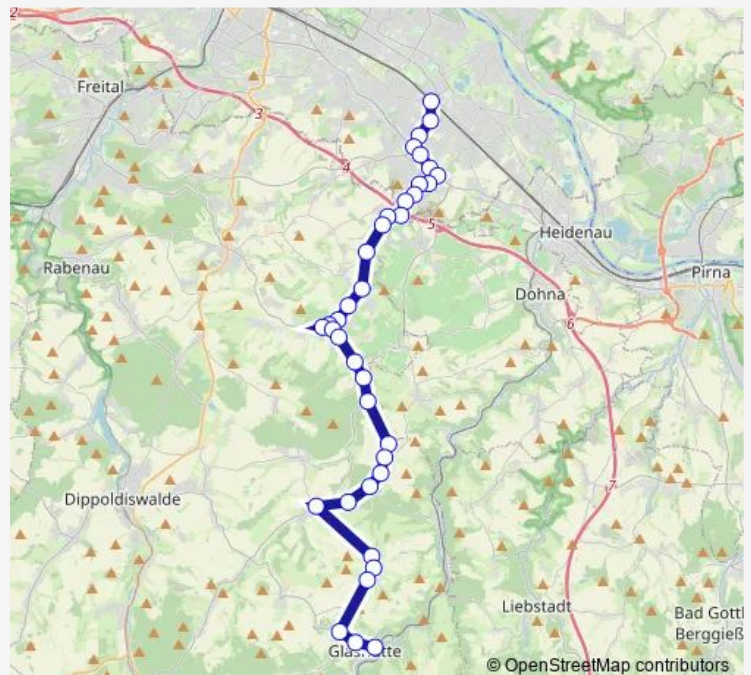 2
Freital
3
4
5
Heidenau
Rabenau
Pirna
Dohna
6
7
Dippoldiswalde
Liebstadt
Bad Gottl
Berggieß
Glashütte
© OpenStreetMap contributors